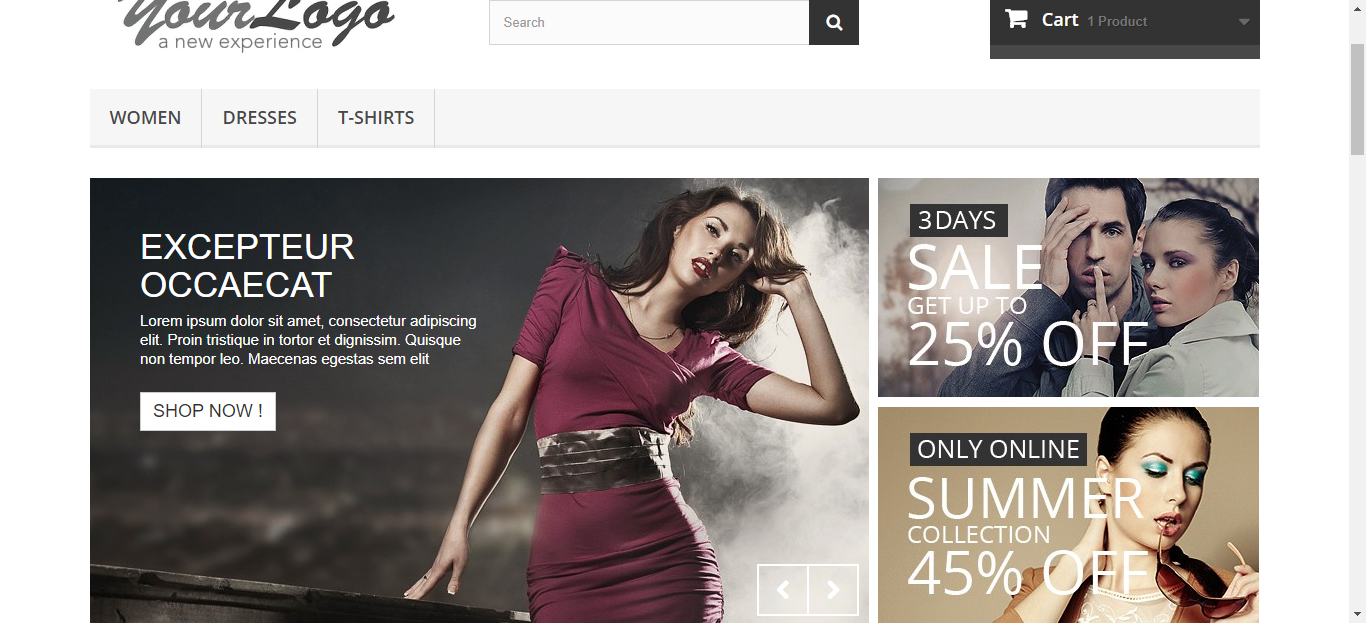 YourLogo
a new experience
Search
Cart 1 Product
WOMEN
DRESSES
T-SHIRTS
EXCEPTEUR
OCCAECAT
Lorem ipsum dolor sit amet, consectetur adipiscing
elit. Proin tristique in tortor et dignissim. Quisque
non tempor leo. Maecenas egestas sem elit
SHOP NOW !
3 DAYS
SALE
GET UP TO
25% OFF
ONLY ONLINE
SUMMER
COLLECTION
45% OFF